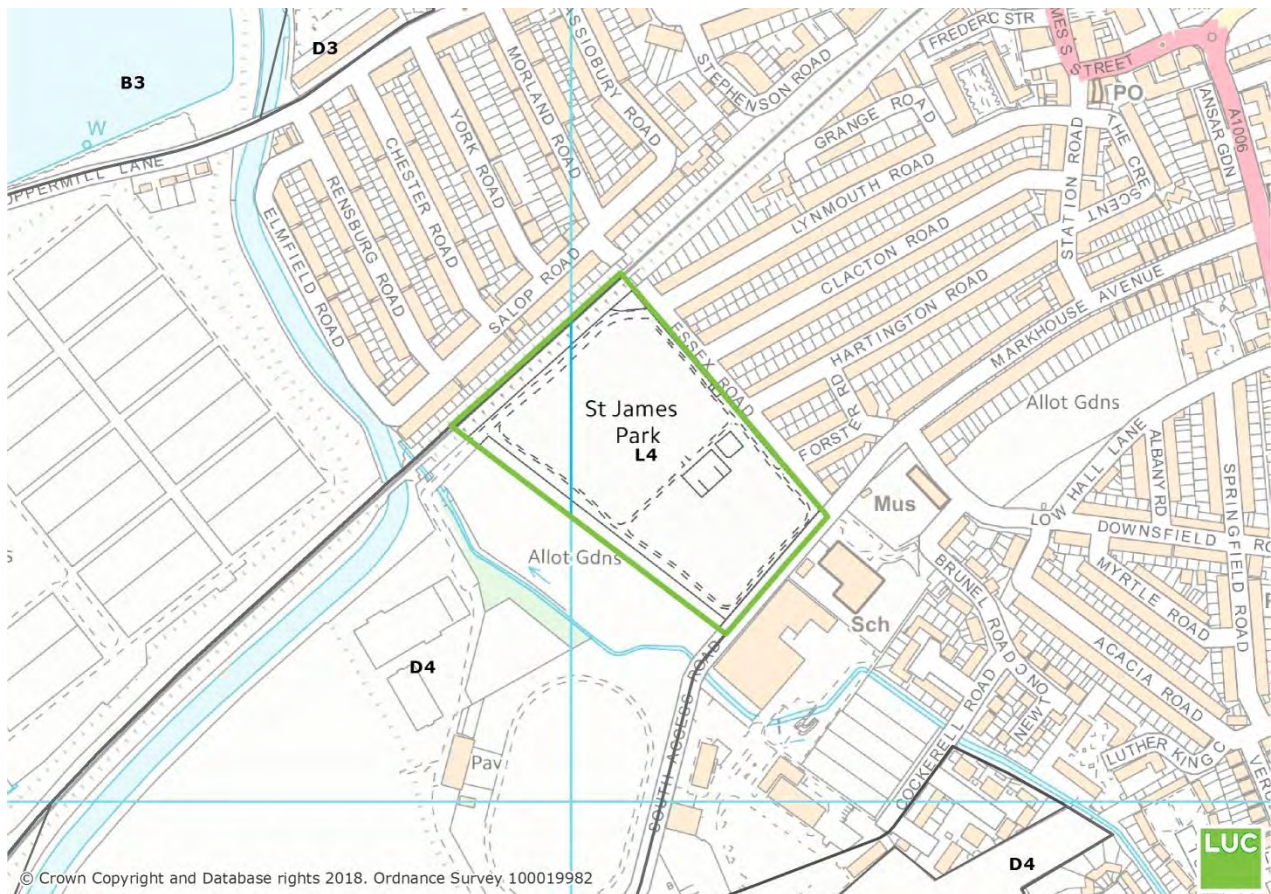 D3
B3
W
COPPERMILL LANE
ELMFIELD ROAD
RENSBURG ROAD
CHESTER ROAD
YORK ROAD
MORLAND ROAD
STEPHENSON ROAD
SALOP ROAD
FREDERIC STR
STREET
PO
GRANGE ROAD
LYNMOUTH ROAD
CLACTON ROAD
HARTINGTON ROAD
STATION ROAD
THE CRESCENT
ANSAR GDN
A1006
MARKHOUSE AVENUE
ESSEX ROAD
FORSTER RD
St James
Park
L4
Allot Gdns
Allot Gdns
Mus
Sch
LOW HALL LANE
ALBANY RD
SPRINGFIELD ROAD
DOWNSFIELD
MYRTLE ROAD
ACACIA ROAD
BRUNEL ROAD
COCKERELL ROAD
LUTHER KING C
SOUTH ACCESS ROAD
D4
Pav
D4
LUC
© Crown Copyright and Database rights 2018. Ordnance Survey 100019982